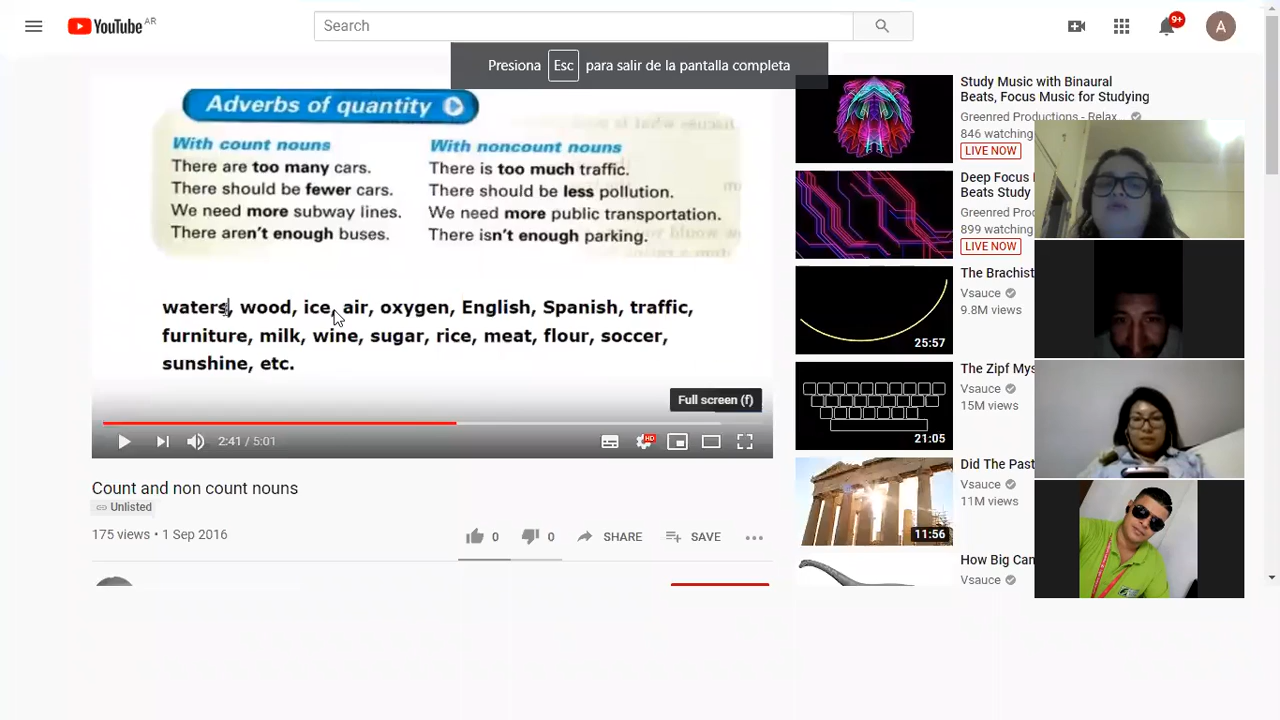 YouTube AR
Search
9+
A
Presiona Esc para salir de la pantalla completa
Adverbs of quantity
With count nouns
There are too many cars.
There should be fewer cars.
We need more subway lines.
There aren't enough buses.
With noncount nouns
There is too much traffic.
There should be less pollution.
We need more public transportation.
There isn't enough parking.
waters, wood, ice, air, oxygen, English, Spanish, traffic,
furniture, milk, wine, sugar, rice, meat, flour, soccer,
sunshine, etc.
Full screen (f)
2:41 / 5:01
HD
Count and non count nouns
Unlisted
175 views • 1 Sep 2016
0
0
SHARE
SAVE
Study Music with Binaural
Beats, Focus Music for Studying
Greenred Productions - Relax
846 watching
LIVE NOW
Deep Focus
Beats Study
Greenred
899 watching
LIVE NOW
The
Vsauce
9.8M views
25:57
The Zipf
Vsauce
15M views
21:05
Did The Past
Vsauce
11M views
11:56
How Big
Vsauce